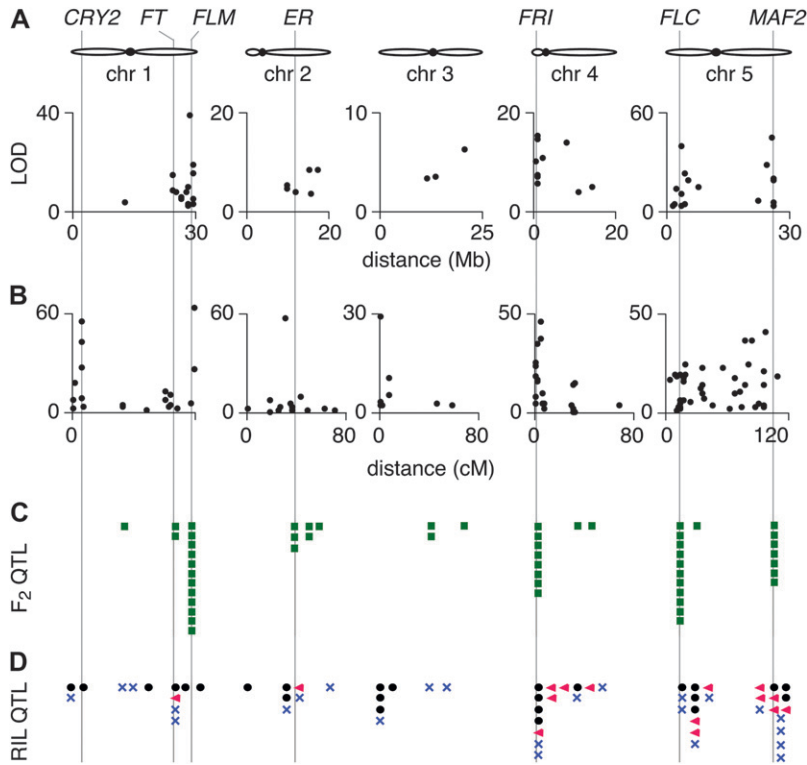 A CRY2 FT FLM ER FRI FLC MAF2
chr 1 chr 2 chr 3 chr 4 chr 5
LOD
40 20 10 20 60
0 0 0 0 0
0 30 0 20 0 25 0 20 0 30
distance (Mb)
B
60 60 30 50 50
0 0 0 0 0
0 0 80 0 80 0 80 0 120
distance (cM)
C
F2 QTL
D
RIL QTL